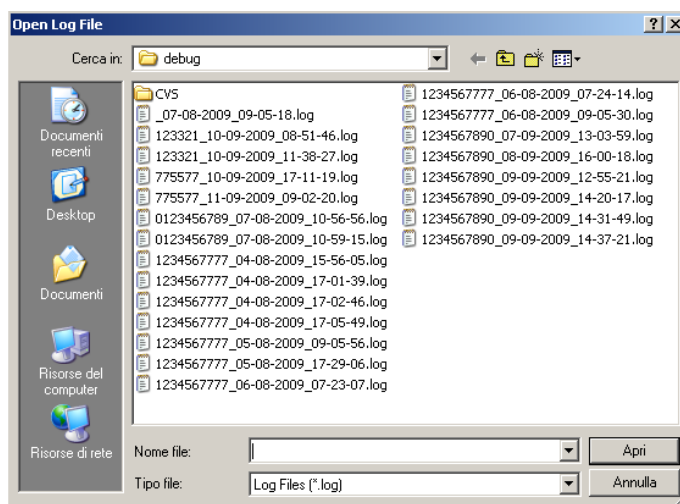 Open Log File
Cerca in:
debug
Documenti recenti
Desktop
Documenti
Risorse del computer
Risorse di rete
CVS
_07-08-2009_09-05-18.log
123321_10-09-2009_08-51-46.log
123321_10-09-2009_11-38-27.log
775577_10-09-2009_17-11-19.log
775577_11-09-2009_09-02-20.log
0123456789_07-08-2009_10-56-56.log
0123456789_07-08-2009_10-59-15.log
1234567777_04-08-2009_15-56-05.log
1234567777_04-08-2009_17-01-39.log
1234567777_04-08-2009_17-02-46.log
1234567777_04-08-2009_17-05-49.log
1234567777_05-08-2009_09-05-56.log
1234567777_05-08-2009_17-29-06.log
1234567777_06-08-2009_07-23-07.log
1234567777_06-08-2009_07-24-14.log
1234567777_06-08-2009_09-05-30.log
1234567890_07-09-2009_13-03-59.log
1234567890_08-09-2009_16-00-18.log
1234567890_09-09-2009_12-55-21.log
1234567890_09-09-2009_14-20-17.log
1234567890_09-09-2009_14-31-49.log
1234567890_09-09-2009_14-37-21.log
Nome file:
Apri
Tipo file:
Log Files (*.log)
Annulla